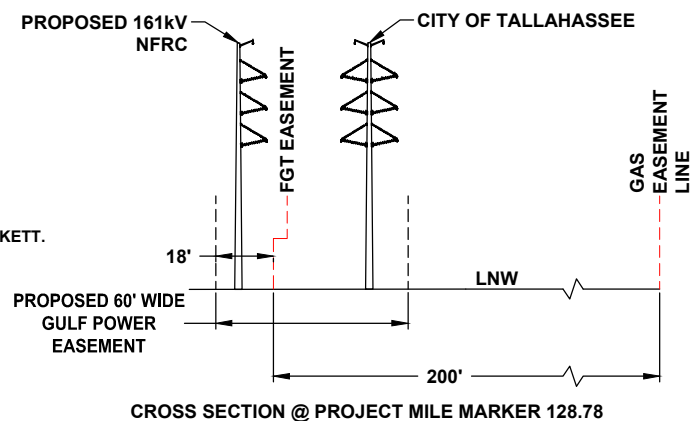 PROPOSED 161kV
NFRC
CITY OF TALLAHASSEE
FGT EASEMENT
GAS
EASEMENT
LINE
KETT.
18'
LNW
PROPOSED 60' WIDE
GULF POWER
EASEMENT
200'
CROSS SECTION @ PROJECT MILE MARKER 128.78